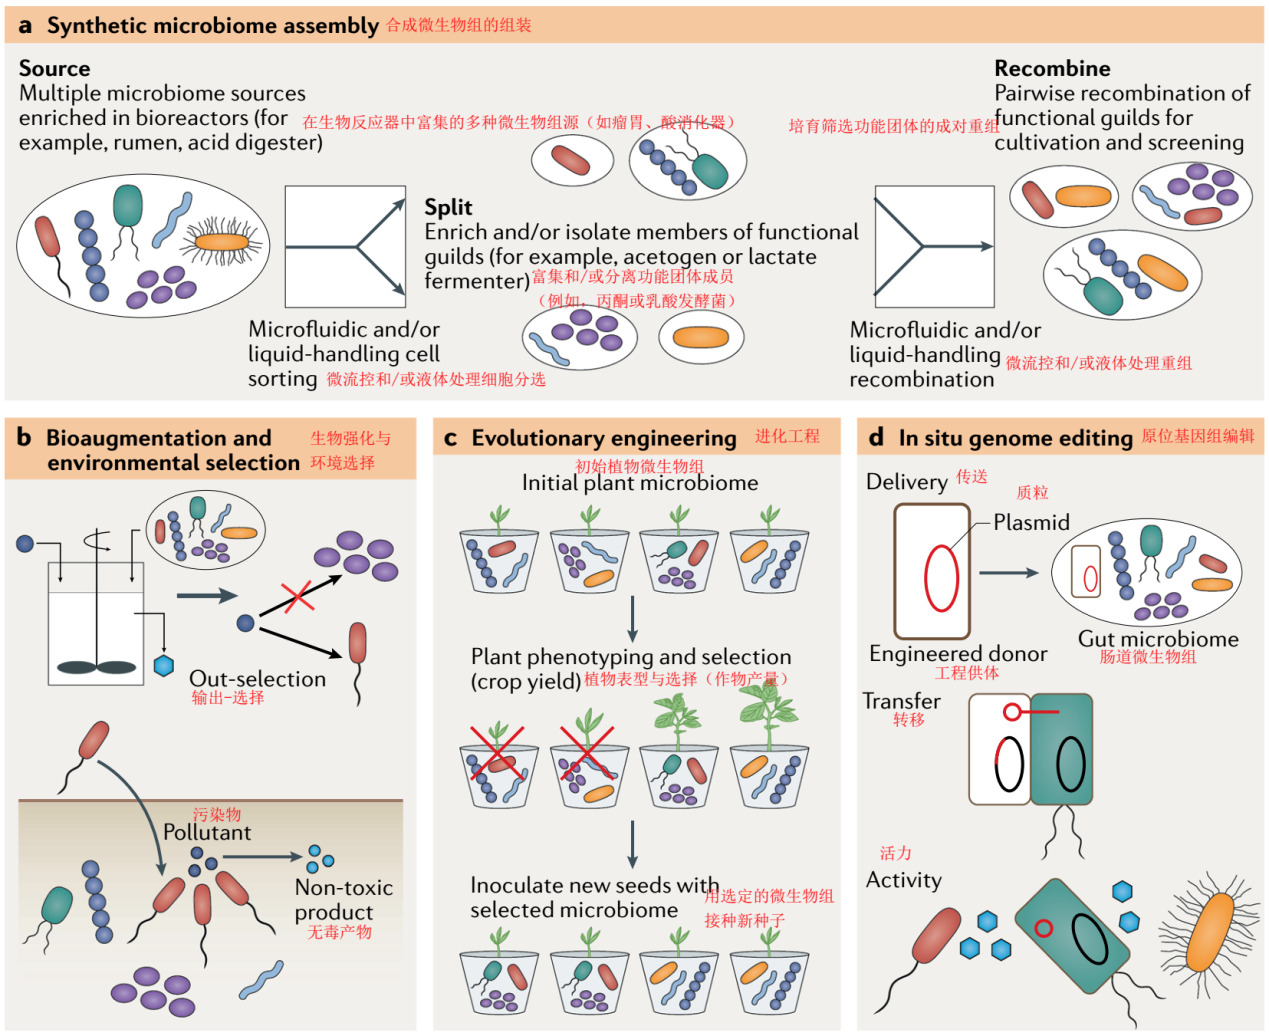 a Synthetic microbiome assembly 合成微生物组的组装
Source
Multiple microbiome sources
enriched in bioreactors (for
example, rumen, acid digester)
在生物反应器中富集的多种微生物组源（如瘤胃、酸消化器）
Split
Enrich and/or isolate members of functional
guilds (for example, acetogen or lactate
fermenter)
富集和/或分离功能团体成员
（例如，丙酮或乳酸发酵菌）
Recombine
Pairwise recombination of
functional guilds for
cultivation and screening
培育筛选功能团体的成对重组
Microfluidic and/or
liquid-handling cell
sorting 微流控和/或液体处理细胞分选
Microfluidic and/or
liquid-handling
recombination
微流控和/或液体处理重组
b Bioaugmentation and
environmental selection
生物强化与
环境选择
Out-selection
输出-选择
污染物
Pollutant
Non-toxic
product
无毒产物
c Evolutionary engineering 进化工程
初始植物微生物组
Initial plant microbiome
Plant phenotyping and selection
(crop yield) 植物表型与选择（作物产量）
Inoculate new seeds with
selected microbiome
用选定的微生物组
接种新种子
d In situ genome editing 原位基因组编辑
Delivery 传送
质粒
Plasmid
Engineered donor
工程供体
Gut microbiome
肠道微生物组
Transfer
转移
活力
Activity